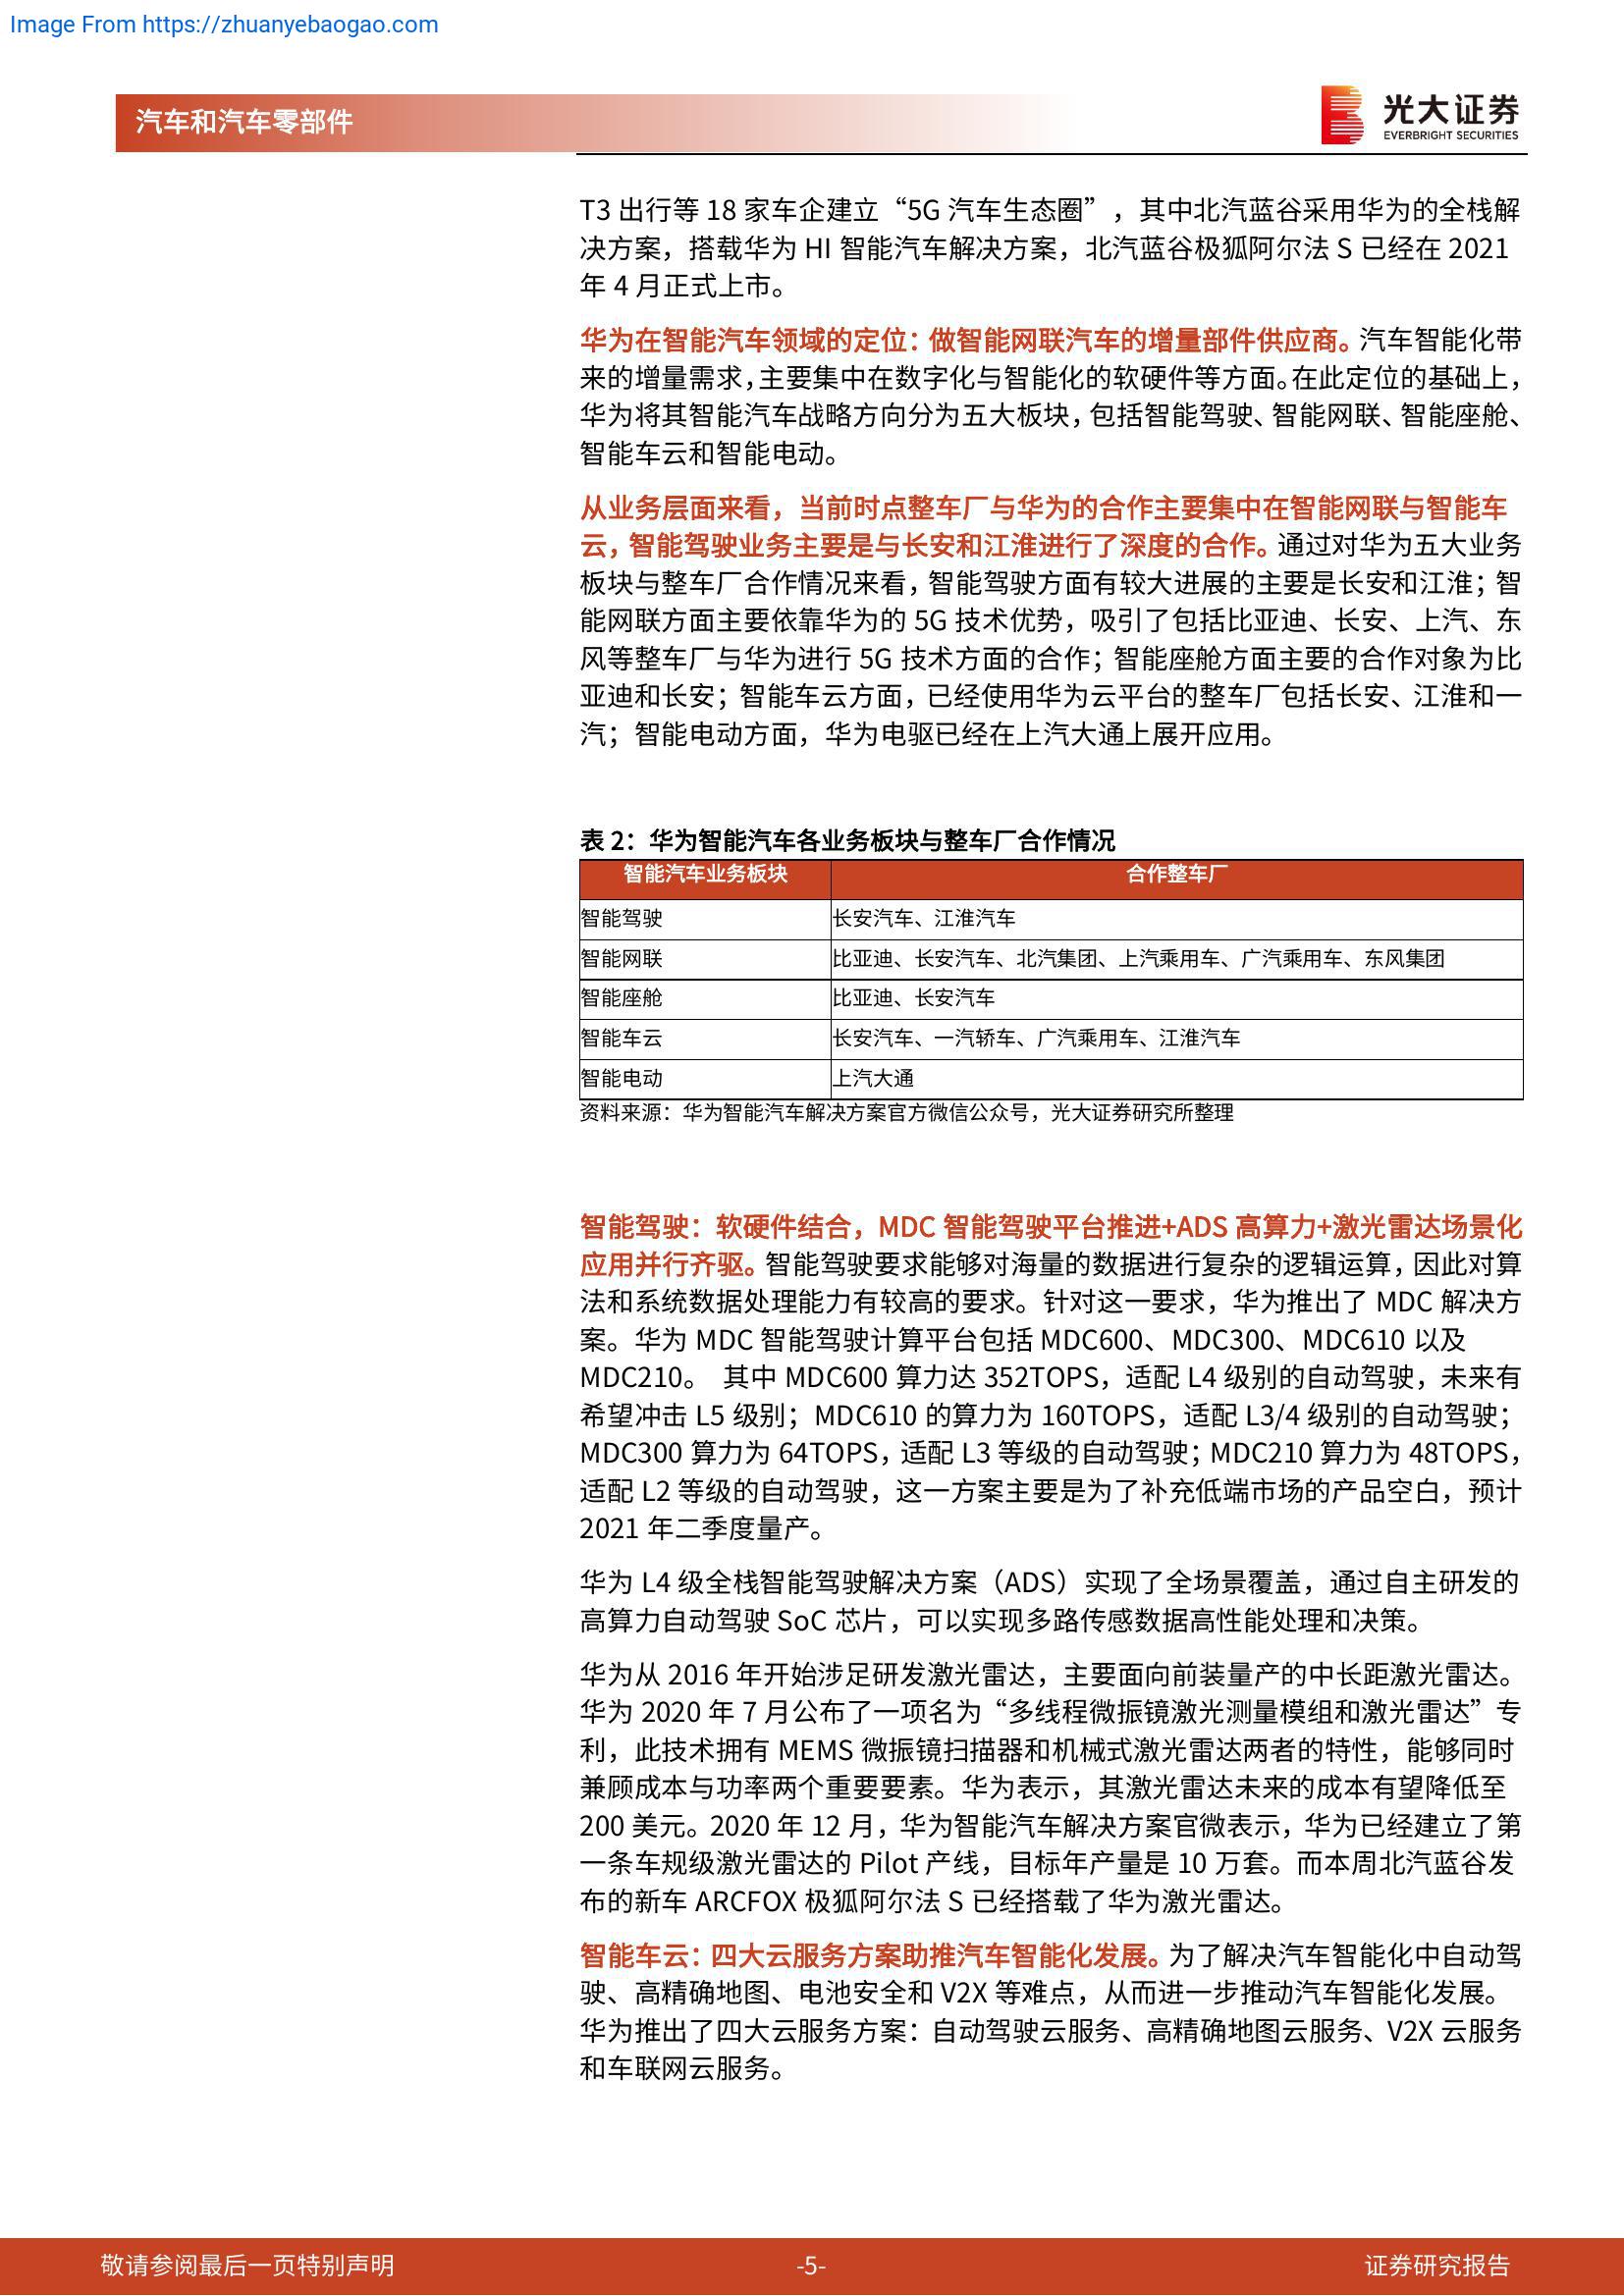 Image From https://zhuanyebaogao.com
汽车和汽车零部件
光大证券
EVERBRIGHT SECURITIES
T3 出行等 18 家车企建立“5G 汽车生态圈”，其中北汽蓝谷采用华为的全栈解
决方案，搭载华为 HI 智能汽车解决方案，北汽蓝谷极狐阿尔法 S 已经在 2021
年 4 月正式上市。
华为在智能汽车领域的定位：做智能网联汽车的增量部件供应商。汽车智能化带
来的增量需求，主要集中在数字化与智能化的软硬件等方面。在此定位的基础上，
华为将其智能汽车战略方向分为五大板块，包括智能驾驶、智能网联、智能座舱、
智能车云和智能电动。
从业务层面来看，当前时点整车厂与华为的合作主要集中在智能网联与智能车
云，智能驾驶业务主要是与长安和江淮进行了深度的合作。通过对华为五大业务
板块与整车厂合作情况来看，智能驾驶方面有较大进展的主要是长安和江淮；智
能网联方面主要依靠华为的 5G 技术优势，吸引了包括比亚迪、长安、上汽、东
风等整车厂与华为进行 5G 技术方面的合作；智能座舱方面主要的合作对象为比
亚迪和长安；智能车云方面，已经使用华为云平台的整车厂包括长安、江淮和一
汽；智能电动方面，华为电驱已经在上汽大通上展开应用。
表 2：华为智能汽车各业务板块与整车厂合作情况
智能汽车业务板块 合作整车厂
智能驾驶 长安汽车、江淮汽车
智能网联 比亚迪、长安汽车、北汽集团、上汽乘用车、广汽乘用车、东风集团
智能座舱 比亚迪、长安汽车
智能车云 长安汽车、一汽轿车、广汽乘用车、江淮汽车
智能电动 上汽大通
资料来源：华为智能汽车解决方案官方微信公众号，光大证券研究所整理
智能驾驶：软硬件结合，MDC 智能驾驶平台推进+ADS 高算力+激光雷达场景化
应用并行齐驱。智能驾驶要求能够对海量的数据进行复杂的逻辑运算，因此对算
法和系统数据处理能力有较高的要求。针对这一要求，华为推出了 MDC 解决方
案。华为 MDC 智能驾驶计算平台包括 MDC600、MDC300、MDC610 以及
MDC210。 其中 MDC600 算力达 352TOPS，适配 L4 级别的自动驾驶，未来有
希望冲击 L5 级别；MDC610 的算力为 160TOPS，适配 L3/4 级别的自动驾驶；
MDC300 算力为 64TOPS，适配 L3 等级的自动驾驶；MDC210 算力为 48TOPS，
适配 L2 等级的自动驾驶，这一方案主要是为了补充低端市场的产品空白，预计
2021 年二季度量产。
华为 L4 级全栈智能驾驶解决方案（ADS）实现了全场景覆盖，通过自主研发的
高算力自动驾驶 SoC 芯片，可以实现多路传感数据高性能处理和决策。
华为从 2016 年开始涉足研发激光雷达，主要面向前装量产的中长距激光雷达。
华为 2020 年 7 月公布了一项名为“多线程微振镜激光测量模组和激光雷达”专
利，此技术拥有 MEMS 微振镜扫描器和机械式激光雷达两者的特性，能够同时
兼顾成本与功率两个重要要素。华为表示，其激光雷达未来的成本有望降低至
200 美元。2020 年 12 月，华为智能汽车解决方案官微表示，华为已经建立了第
一条车规级激光雷达的 Pilot 产线，目标年产量是 10 万套。而本周北汽蓝谷发
布的新车 ARCFOX 极狐阿尔法 S 已经搭载了华为激光雷达。
智能车云：四大云服务方案助推汽车智能化发展。为了解决汽车智能化中自动驾
驶、高精确地图、电池安全和 V2X 等难点，从而进一步推动汽车智能化发展。
华为推出了四大云服务方案：自动驾驶云服务、高精确地图云服务、V2X 云服务
和车联网云服务。
敬请参阅最后一页特别声明 -5- 证券研究报告